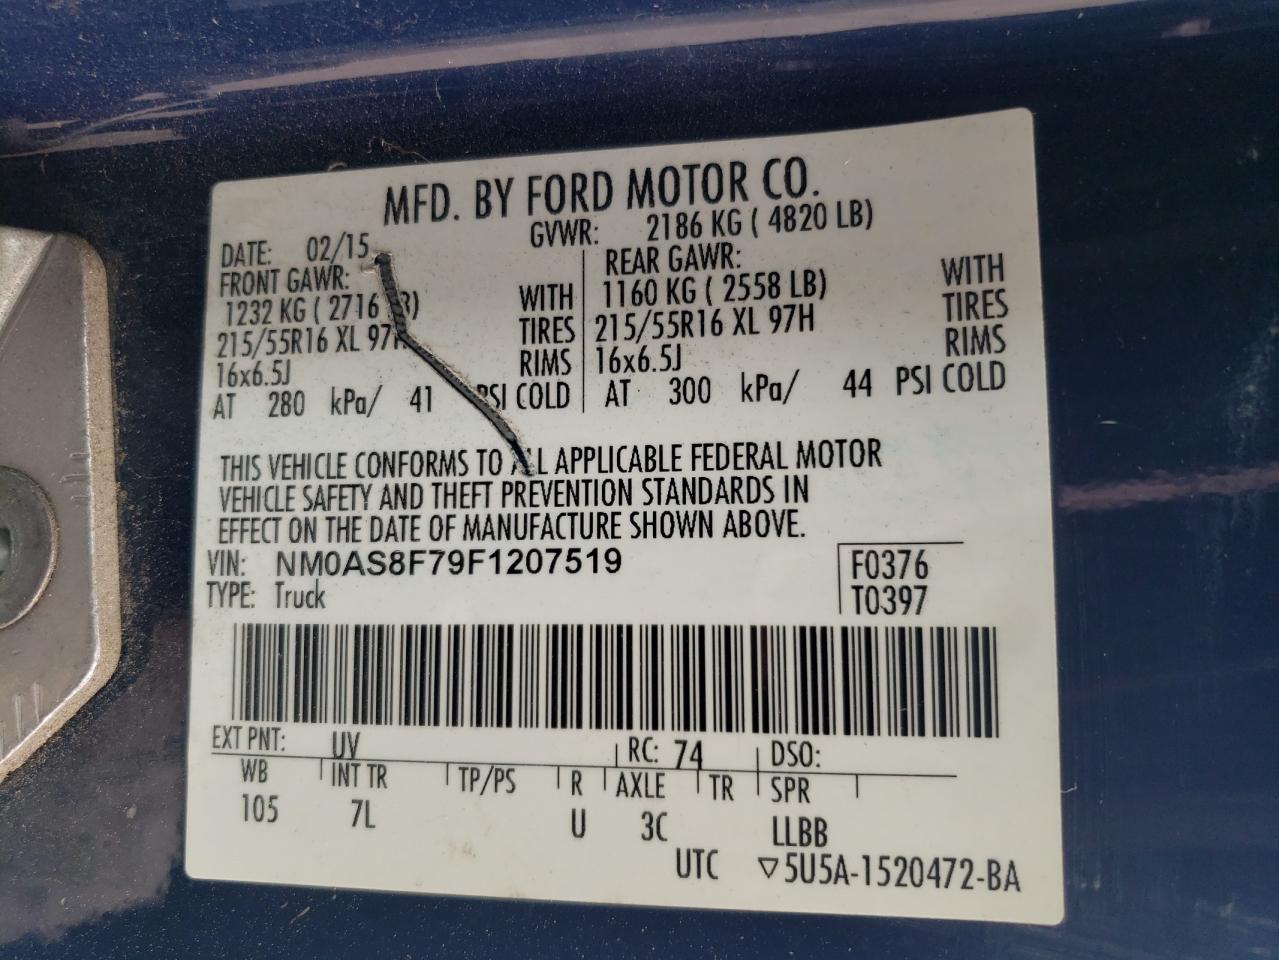 MFD. BY FORD MOTOR CO.
DATE: 02/15 GVWR: 2186 KG ( 4820 LB)
FRONT GAWR: REAR GAWR:
1232 KG ( 2716 WITH 1160 KG ( 2558 LB) WITH
215/55R16 XL 97H TIRES 215/55R16 XL 97H TIRES
16x6.5J RIMS 16x6.5J RIMS
AT 280 kPa/ 41 PSI COLD AT 300 kPa/ 44 PSI COLD
THIS VEHICLE CONFORMS TO ALL APPLICABLE FEDERAL MOTOR
VEHICLE SAFETY AND THEFT PREVENTION STANDARDS IN
EFFECT ON THE DATE OF MANUFACTURE SHOWN ABOVE.
VIN: NM0AS8F79F1207519 F0376
TYPE: Truck T0397
EXT PNT: UV RC: 74 DSO:
WB INT TR TP/PS R AXLE TR SPR
105 7L U 3C LLBB
UTC ▽5U5A-1520472-BA